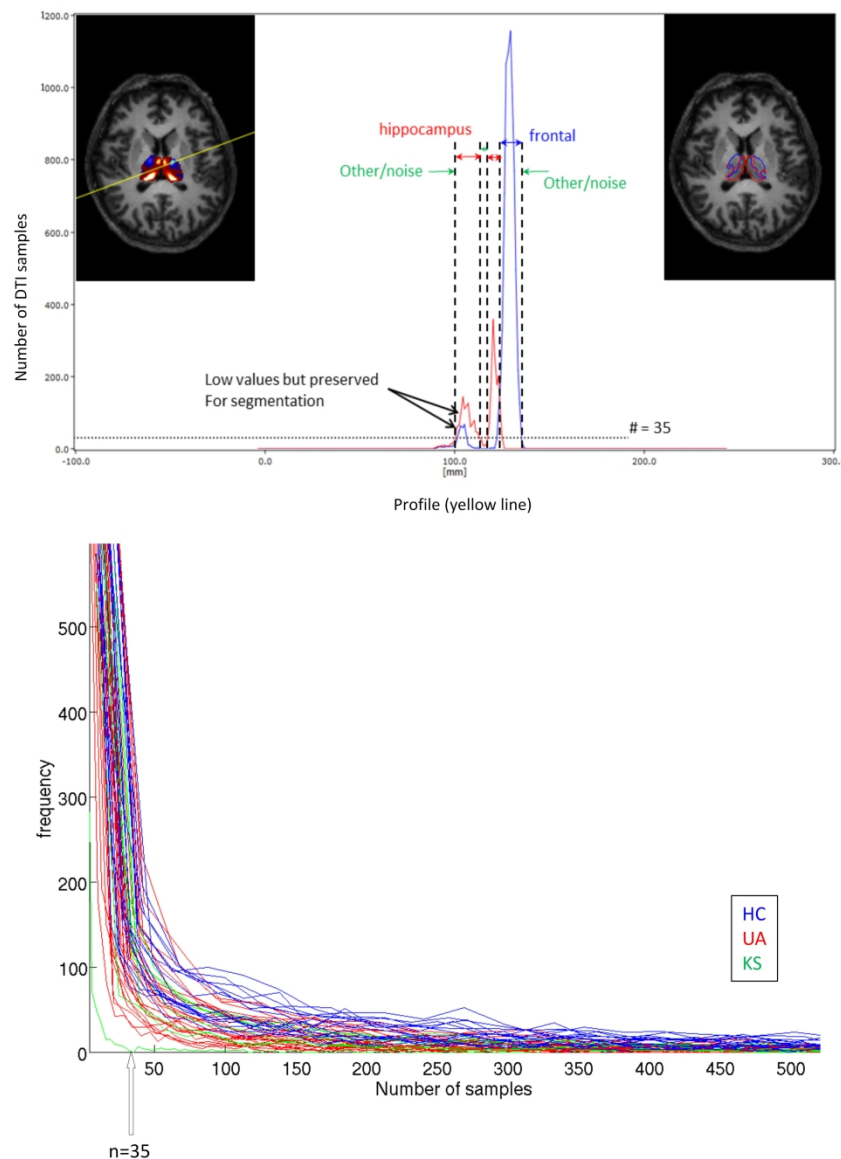 1200.0
1000.0
800.0
600.0
400.0
200.0
0.0
Number of DTI samples
hippocampus
frontal
Other/noise
Other/noise
Low values but preserved
For segmentation
# = 35
-100.0
0.0
100.0
200.0
300.
[mm]
Profile (yellow line)
500
400
300
200
100
0
frequency
HC
UA
KS
50
100
150
200
250
300
350
400
450
500
Number of samples
n=35